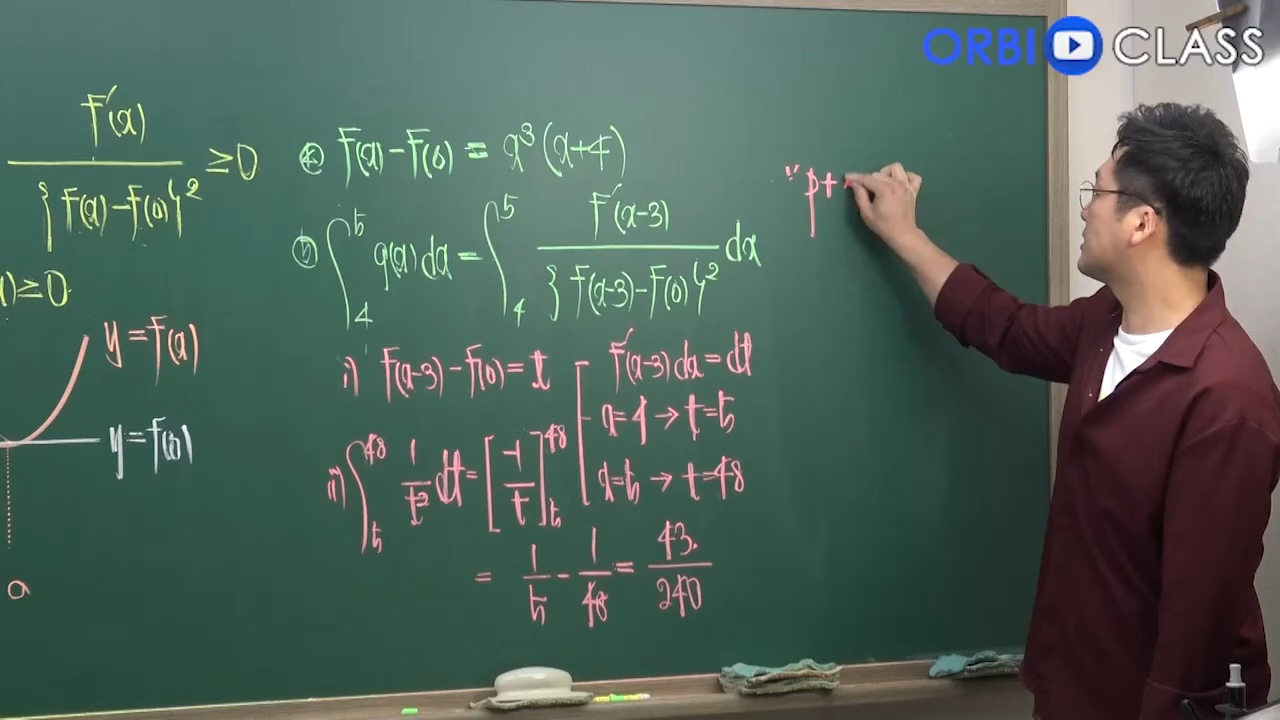 ORBI CLASS
f'(x) / {f(x)-f(0)}² ≥0
)≥0.
y=f(x)
y=f(0)
a
ⓐ f(x)-f(0) = x³(x+4)
ⓑ ∫₄⁵ g(x)dx = ∫₄⁵ f'(x-3) / {f(x-3)-f(0)}² dx
i) f(x-3)-f(0)=t
f'(x-3)dx=dt
x=4 → t=5
x=5 → t=48
ii) ∫₅⁴⁸ 1/t² dt = [-1/t]₅⁴⁸
= 1/5 - 1/48 = 43/240
∴ p+